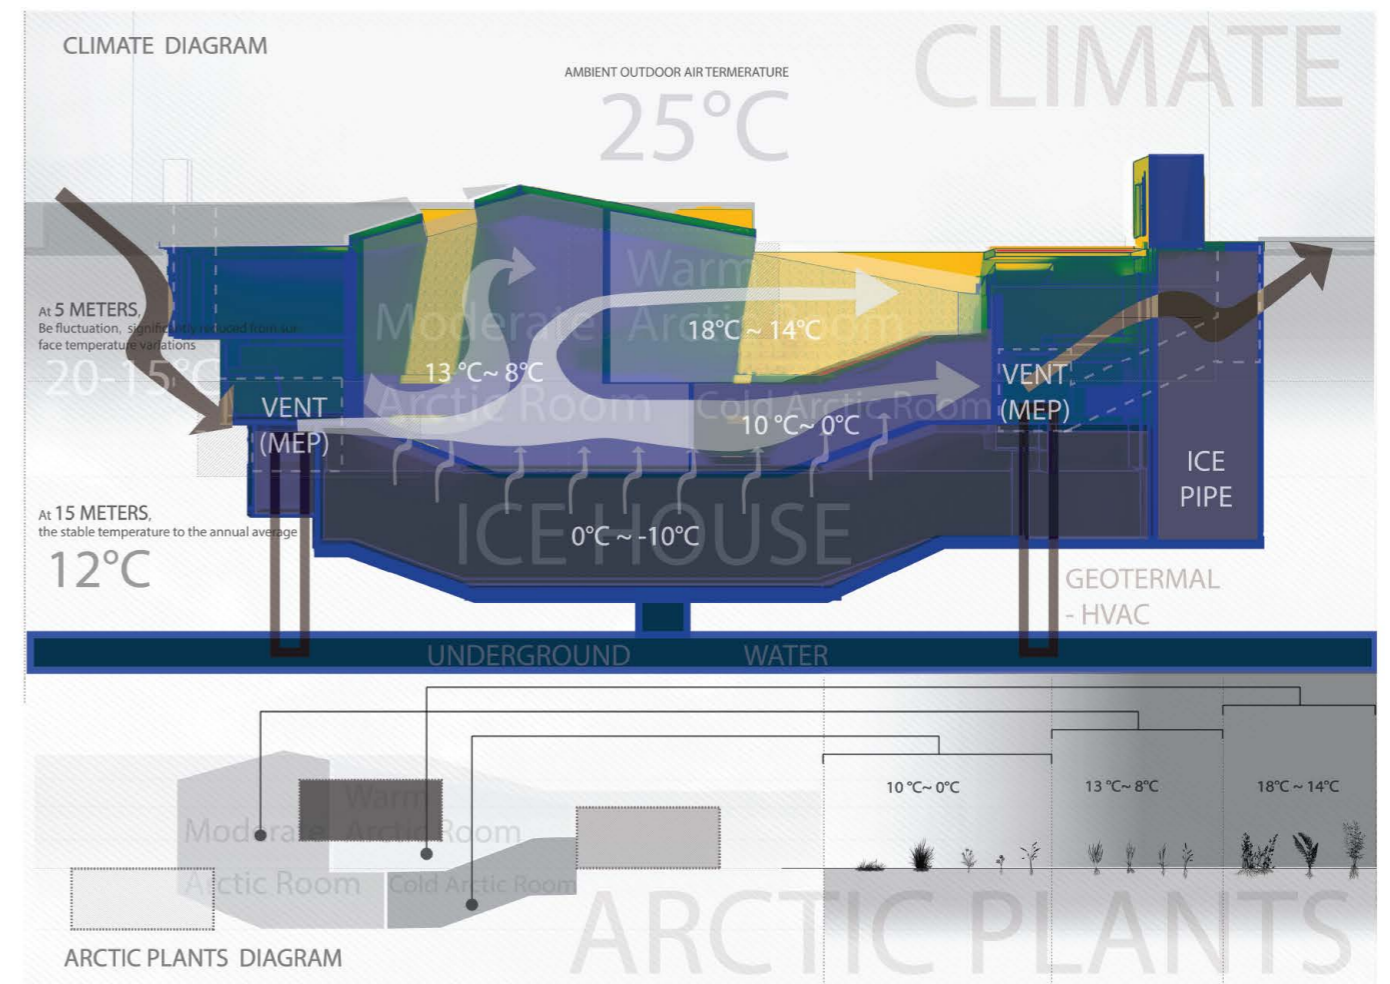 CLIMATE DIAGRAM
CLIMATE
AMBIENT OUTDOOR AIR TERMERATURE
25°C
At 5 METERS,
Be fluctuation, significantly reduced from sur-
face temperature variations
20-15°C
Warm
Arctic Room
18°C ~ 14°C
Moderate
Arctic Room
13 °C~ 8°C
Cold Arctic Room
10 °C~ 0°C
VENT
(MEP)
VENT
(MEP)
ICE
PIPE
ICE HOUSE
0°C ~ -10°C
At 15 METERS,
the stable temperature to the annual average
12°C
GEOTERMAL
- HVAC
UNDERGROUND WATER
10 °C~ 0°C
13 °C~ 8°C
18°C ~ 14°C
Warm
Arctic Room
Moderate
Arctic Room
Cold Arctic Room
ARCTIC PLANTS
ARCTIC PLANTS DIAGRAM